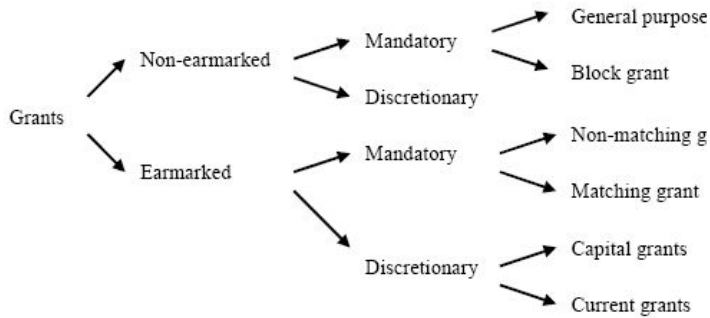 General purpose
Mandatory
Non-earmarked
Block grant
Discretionary
Grants
Non-matching g
Mandatory
Earmarked
Matching grant
Capital grants
Discretionary
Current grants